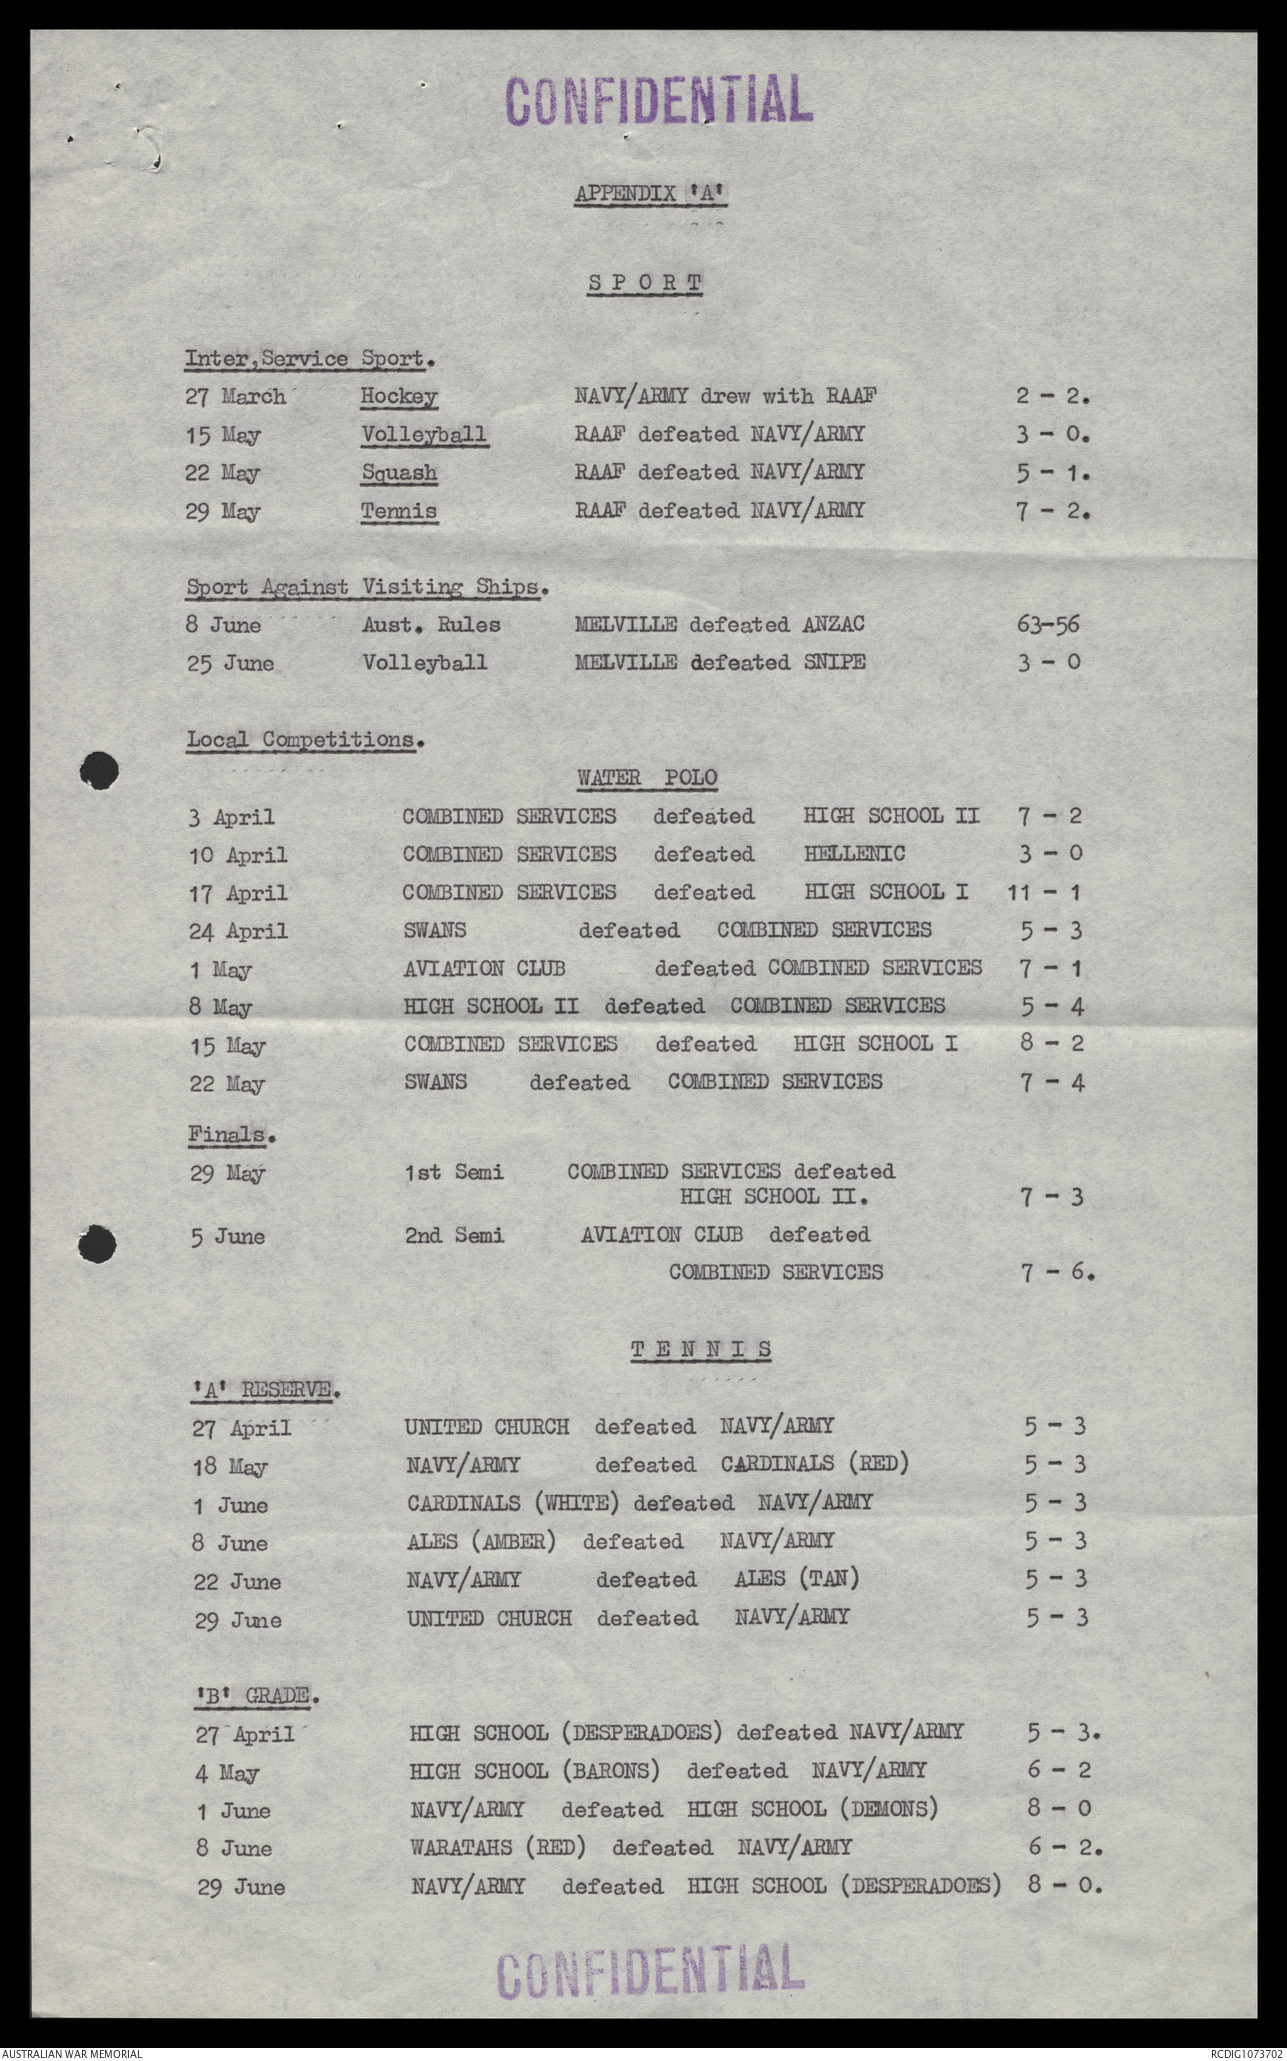 CONFIDENTIAL
APPENDIX 'A'
S P O R T
Inter,Service Sport.
27 March Hockey NAVY/ARMY drew with RAAF 2 - 2.
15 May Volleyball RAAF defeated NAVY/ARMY 3 - 0.
22 May Squash RAAF defeated NAVY/ARMY 5 - 1.
29 May Tennis RAAF defeated NAVY/ARMY 7 - 2.
Sport Against Visiting Ships.
8 June Aust. Rules MELVILLE defeated ANZAC 63-56
25 June Volleyball MELVILLE defeated SNIPE 3 - 0
Local Competitions.
WATER POLO
3 April COMBINED SERVICES defeated HIGH SCHOOL II 7 - 2
10 April COMBINED SERVICES defeated HELLENIC 3 - 0
17 April COMBINED SERVICES defeated HIGH SCHOOL I 11 - 1
24 April SWANS defeated COMBINED SERVICES 5 - 3
1 May AVIATION CLUB defeated COMBINED SERVICES 7 - 1
8 May HIGH SCHOOL II defeated COMBINED SERVICES 5 - 4
15 May COMBINED SERVICES defeated HIGH SCHOOL I 8 - 2
22 May SWANS defeated COMBINED SERVICES 7 - 4
Finals.
29 May 1st Semi COMBINED SERVICES defeated
HIGH SCHOOL II. 7 - 3
5 June 2nd Semi AVIATION CLUB defeated
COMBINED SERVICES 7 - 6.
T E N N I S
'A' RESERVE.
27 April UNITED CHURCH defeated NAVY/ARMY 5 - 3
18 May NAVY/ARMY defeated CARDINALS (RED) 5 - 3
1 June CARDINALS (WHITE) defeated NAVY/ARMY 5 - 3
8 June ALES (AMBER) defeated NAVY/ARMY 5 - 3
22 June NAVY/ARMY defeated ALES (TAN) 5 - 3
29 June UNITED CHURCH defeated NAVY/ARMY 5 - 3
'B' GRADE.
27 April HIGH SCHOOL (DESPERADOES) defeated NAVY/ARMY 5 - 3.
4 May HIGH SCHOOL (BARONS) defeated NAVY/ARMY 6 - 2
1 June NAVY/ARMY defeated HIGH SCHOOL (DEMONS) 8 - 0
8 June WARATAHS (RED) defeated NAVY/ARMY 6 - 2.
29 June NAVY/ARMY defeated HIGH SCHOOL (DESPERADOES) 8 - 0.
CONFIDENTIAL
AUSTRALIAN WAR MEMORIAL RCDIG1073702